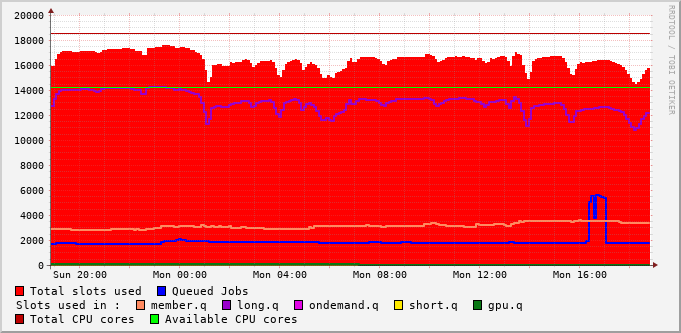 RRDTOOL / TOBI OETIKER
20000
18000
16000
14000
12000
10000
8000
6000
4000
2000
0
Sun 20:00 Mon 00:00 Mon 04:00 Mon 08:00 Mon 12:00 Mon 16:00
Total slots used Queued Jobs
Slots used in : member.q long.q ondemand.q short.q gpu.q
Total CPU cores Available CPU cores